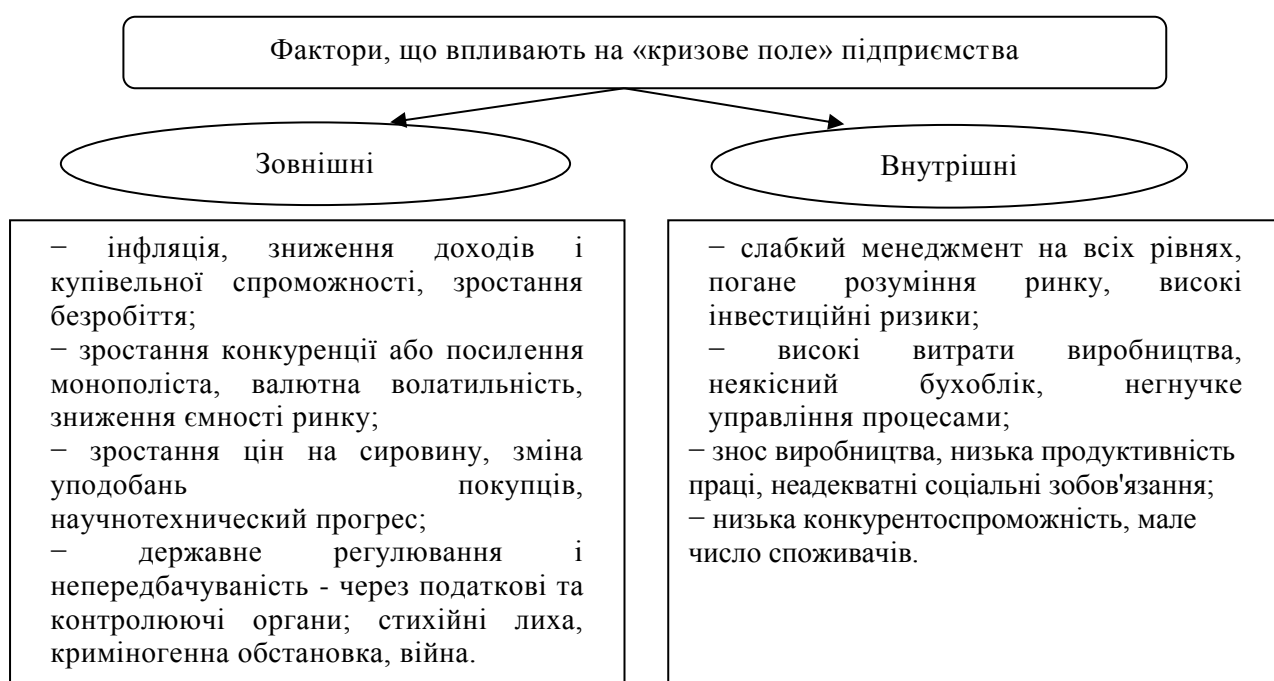 Фактори, що впливають на «кризове поле» підприємства
Зовнішні
− інфляція, зниження доходів і
купівельної спроможності, зростання
безробіття;
− зростання конкуренції або посилення
монополіста, валютна волатильність,
зниження ємності ринку;
− зростання цін на сировину, зміна
уподобань покупців,
научнотехнический прогрес;
− державне регулювання і
непередбачуваність - через податкові та
контролюючі органи; стихійні лиха,
криміногенна обстановка, війна.
Внутрішні
− слабкий менеджмент на всіх рівнях,
погане розуміння ринку, високі
інвестиційні ризики;
− високі витрати виробництва,
неякісний бухоблік, негнучке
управління процесами;
− знос виробництва, низька продуктивність
праці, неадекватні соціальні зобов'язання;
− низька конкурентоспроможність, мале
число споживачів.